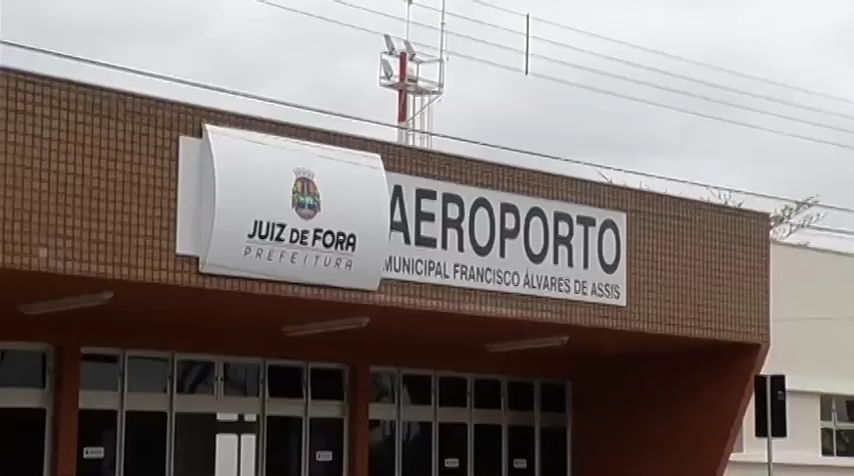 JUIZ DE FORA
PREFEITURA
AEROPORTO
MUNICIPAL FRANCISCO ÁLVARES DE ASSIS